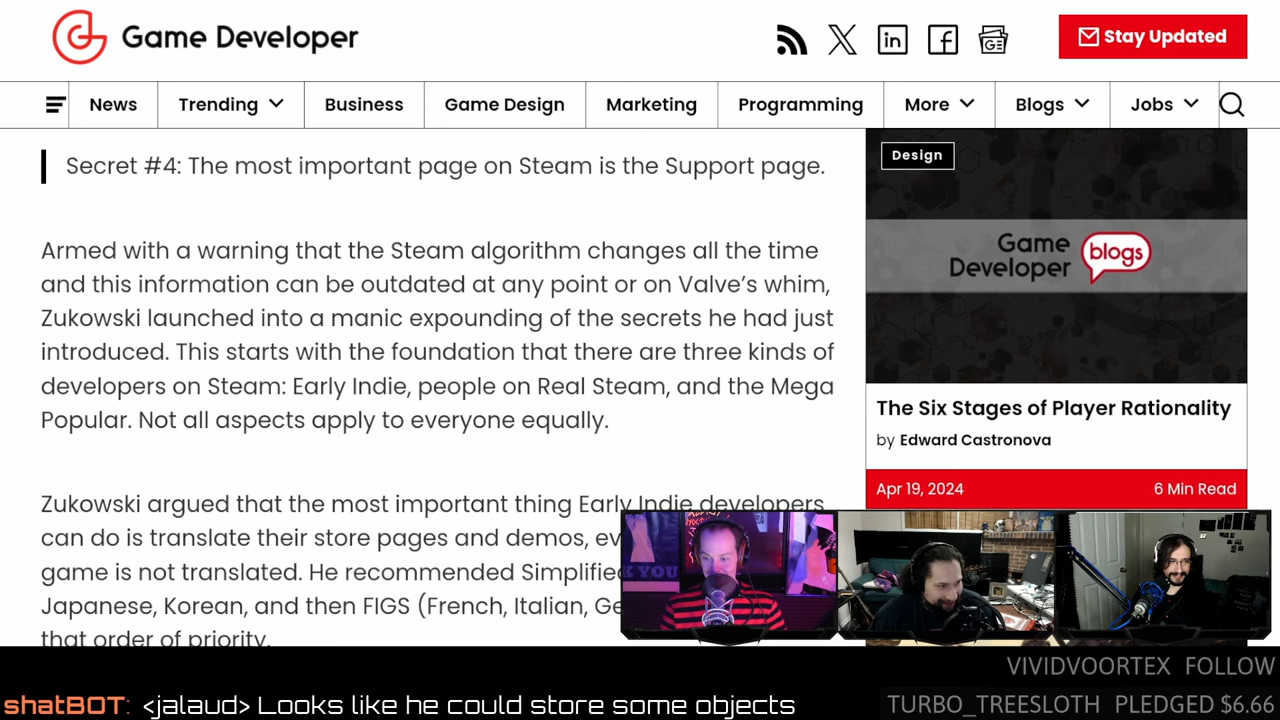 Game Developer
GE
Stay Updated
News
Trending
Business
Game Design
Marketing
Programming
More
Blogs
Jobs
Secret #4: The most important page on Steam is the Support page.
Armed with a warning that the Steam algorithm changes all the time
and this information can be outdated at any point or on Valve’s whim,
Zukowski launched into a manic expounding of the secrets he had just
introduced. This starts with the foundation that there are three kinds of
developers on Steam: Early Indie, people on Real Steam, and the Mega
Popular. Not all aspects apply to everyone equally.
Zukowski argued that the most important thing Early Indie developers
can do is translate their store pages and demos, ev
game is not translated. He recommended Simplified
Japanese, Korean, and then FIGS (French, Italian, Ge
that order of priority.
Design
Game
Developer
blogs
The Six Stages of Player Rationality
by Edward Castronova
Apr 19, 2024
6 Min Read
VIVIDVOORTEX FOLLOW
shatBOT: <jalaud> Looks like he could store some objects
TURBO_TREESLOTH PLEDGED $6.66